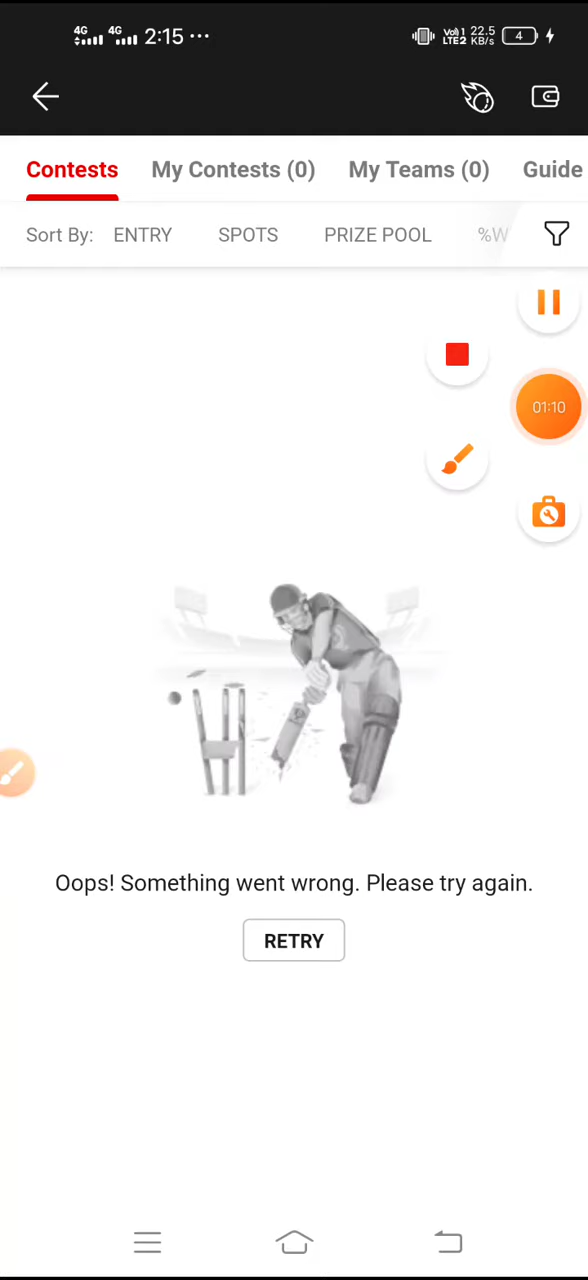 4G 4G 2:15 ... Vol) 1 LTE2 22.5 KB/s 4
Contests My Contests (0) My Teams (0) Guide
Sort By: ENTRY SPOTS PRIZE POOL %W
01:10
Oops! Something went wrong. Please try again.
RETRY